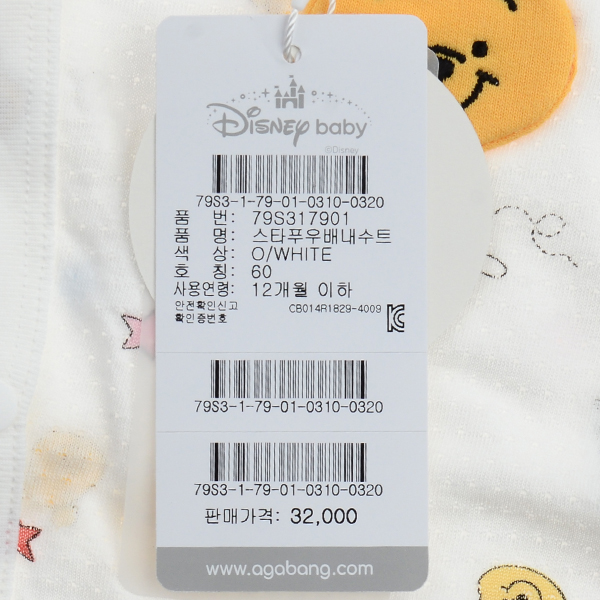 Disney baby
©Disney
79S3-1-79-01-0310-0320
품 번: 79S317901
품 명: 스타푸우배내수트
색 상: O/WHITE
호 칭: 60
사용연령: 12개월 이하
안전확인신고
확인증번호
CB014R1829-4009
79S3-1-79-01-0310-0320
79S3-1-79-01-0310-0320
판매가격: 32,000
www.agabang.com